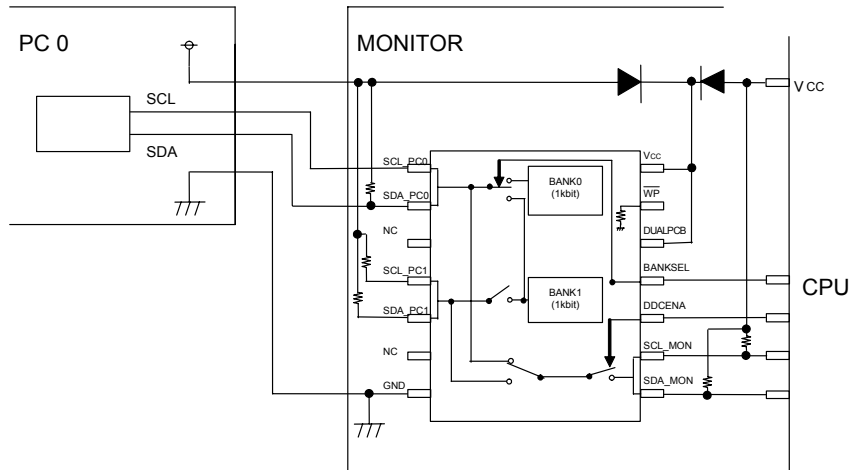 PC 0
MONITOR
SCL
SDA
VCC
SCL_PC0
SDA_PC0
NC
SCL_PC1
SDA_PC1
NC
GND
BANK0
(1kbit)
BANK1
(1kbit)
Vcc
WP
DUALPCB
BANKSEL
DDCENA
SCL_MON
SDA_MON
CPU